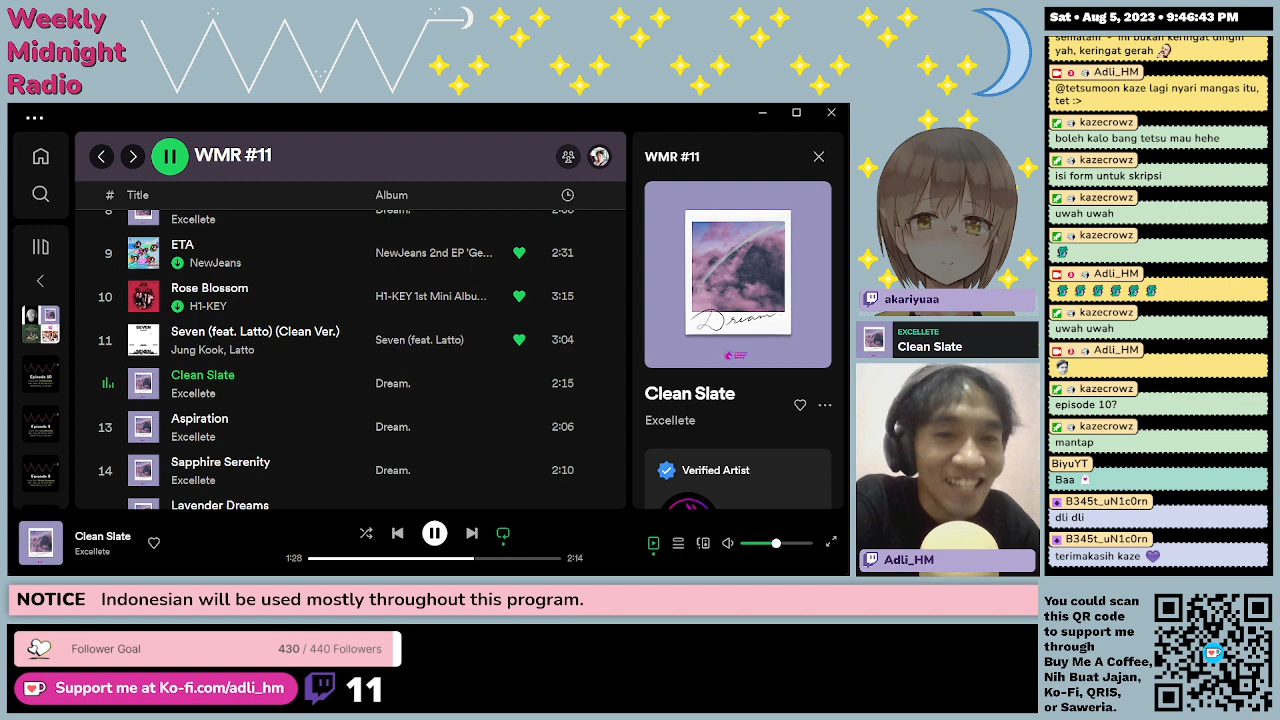 Weekly
Midnight
Radio
Sat • Aug 5, 2023 • 9:46:43 PM
WMR #11
# Title Album
Excellete Dream.
9 ETA NewJeans 2nd EP 'Ge... 2:31
NewJeans
10 Rose Blossom H1-KEY 1st Mini Albu... 3:15
H1-KEY
11 Seven (feat. Latto) (Clean Ver.) Seven (feat. Latto) 3:04
Jung Kook, Latto
Clean Slate Dream. 2:15
Excellete
13 Aspiration Dream. 2:06
Excellete
14 Sapphire Serenity Dream. 2:10
Excellete
Lavender Dreams
WMR #11
Dream
Clean Slate
Excellete
Verified Artist
Clean Slate
Excellete
1:28 2:14
akariyuaa
EXCELLETE
Clean Slate
Adli_HM
yah, keringat gerah
Adli_HM
@tetsumoon kaze lagi nyari mangas itu,
tet :>
kazecrowz
boleh kalo bang tetsu mau hehe
kazecrowz
isi form untuk skripsi
kazecrowz
uwah uwah
kazecrowz
Adli_HM
kazecrowz
uwah uwah
Adli_HM
kazecrowz
episode 10?
kazecrowz
mantap
BiyuYT
Baa
B345t_uN1c0rn
dli dli
B345t_uN1c0rn
terimakasih kaze
NOTICE Indonesian will be used mostly throughout this program.
Follower Goal 430 / 440 Followers
Support me at Ko-fi.com/adli_hm 11
You could scan
this QR code
to support me
through
Buy Me A Coffee,
Nih Buat Jajan,
Ko-Fi, QRIS,
or Saweria.